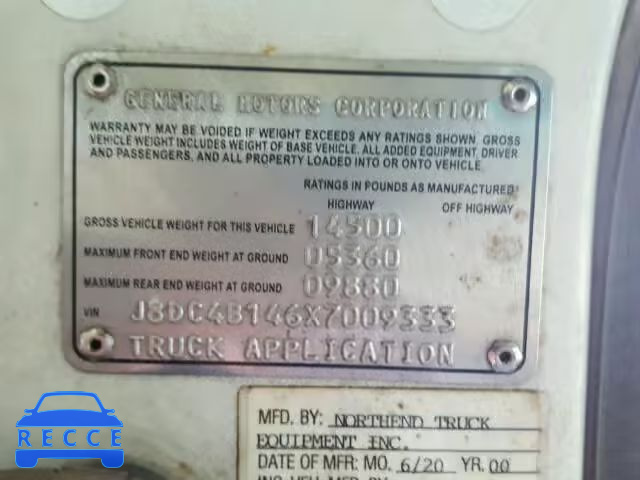 GENERAL MOTORS CORPORATION
WARRANTY MAY BE VOIDED IF WEIGHT EXCEEDS ANY RATINGS SHOWN. GROSS
VEHICLE WEIGHT INCLUDES WEIGHT OF BASE VEHICLE. ALL ADDED EQUIPMENT, DRIVER
AND PASSENGERS, AND ALL PROPERTY LOADED INTO OR ONTO VEHICLE.
RATINGS IN POUNDS AS MANUFACTURED
HIGHWAY OFF HIGHWAY
GROSS VEHICLE WEIGHT FOR THIS VEHICLE 14500
MAXIMUM FRONT END WEIGHT AT GROUND 05360
MAXIMUM REAR END WEIGHT AT GROUND 09880
VIN J8DC4B146X7009333
TRUCK APPLICATION
MFD. BY: NORTHEND TRUCK
EQUIPMENT INC.
DATE OF MFR: MO. 6/20 YR. 00
RECCE